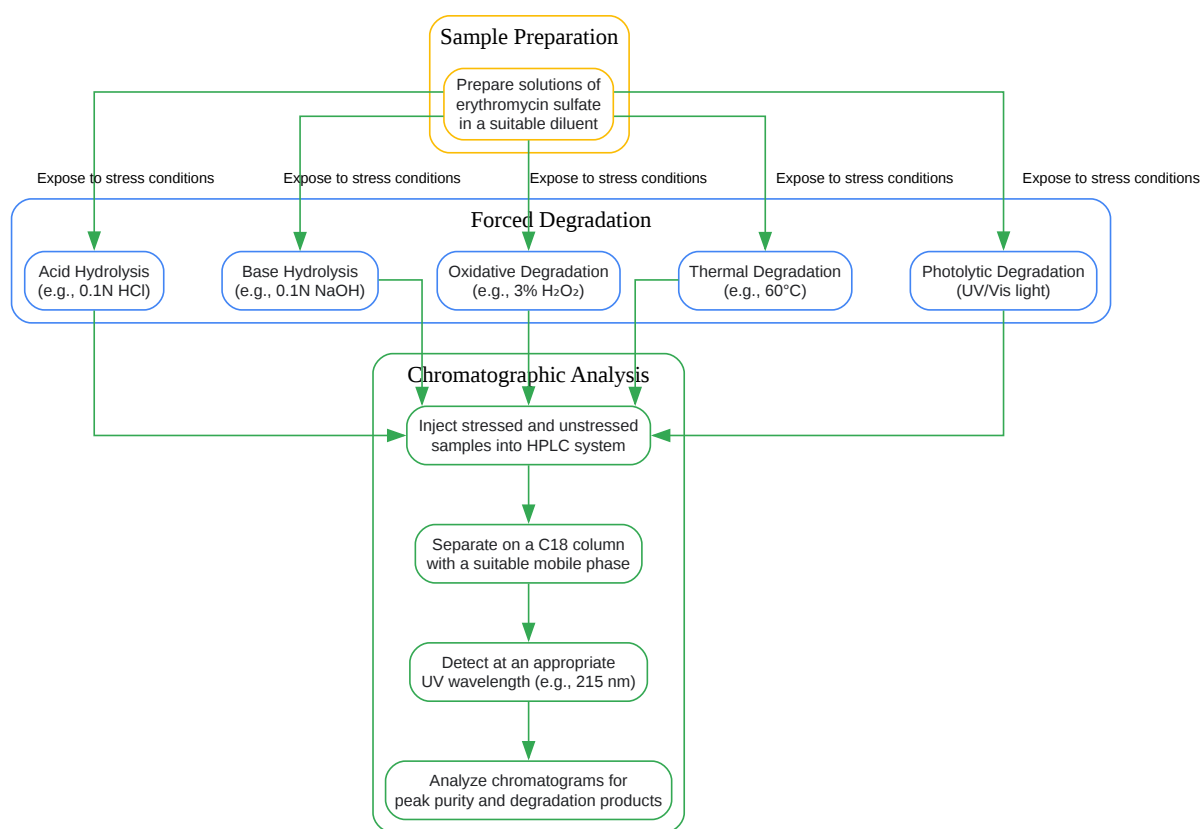 Sample Preparation
Prepare solutions of
erythromycin sulfate
in a suitable diluent
Expose to stress conditions
Expose to stress conditions
Expose to stress conditions
Expose to stress conditions
Expose to stress conditions
Forced Degradation
Acid Hydrolysis
(e.g., 0.1N HCl)
Base Hydrolysis
(e.g., 0.1N NaOH)
Oxidative Degradation
(e.g., 3% H₂O₂)
Thermal Degradation
(e.g., 60°C)
Photolytic Degradation
(UV/Vis light)
Chromatographic Analysis
Inject stressed and unstressed
samples into HPLC system
Separate on a C18 column
with a suitable mobile phase
Detect at an appropriate
UV wavelength (e.g., 215 nm)
Analyze chromatograms for
peak purity and degradation products